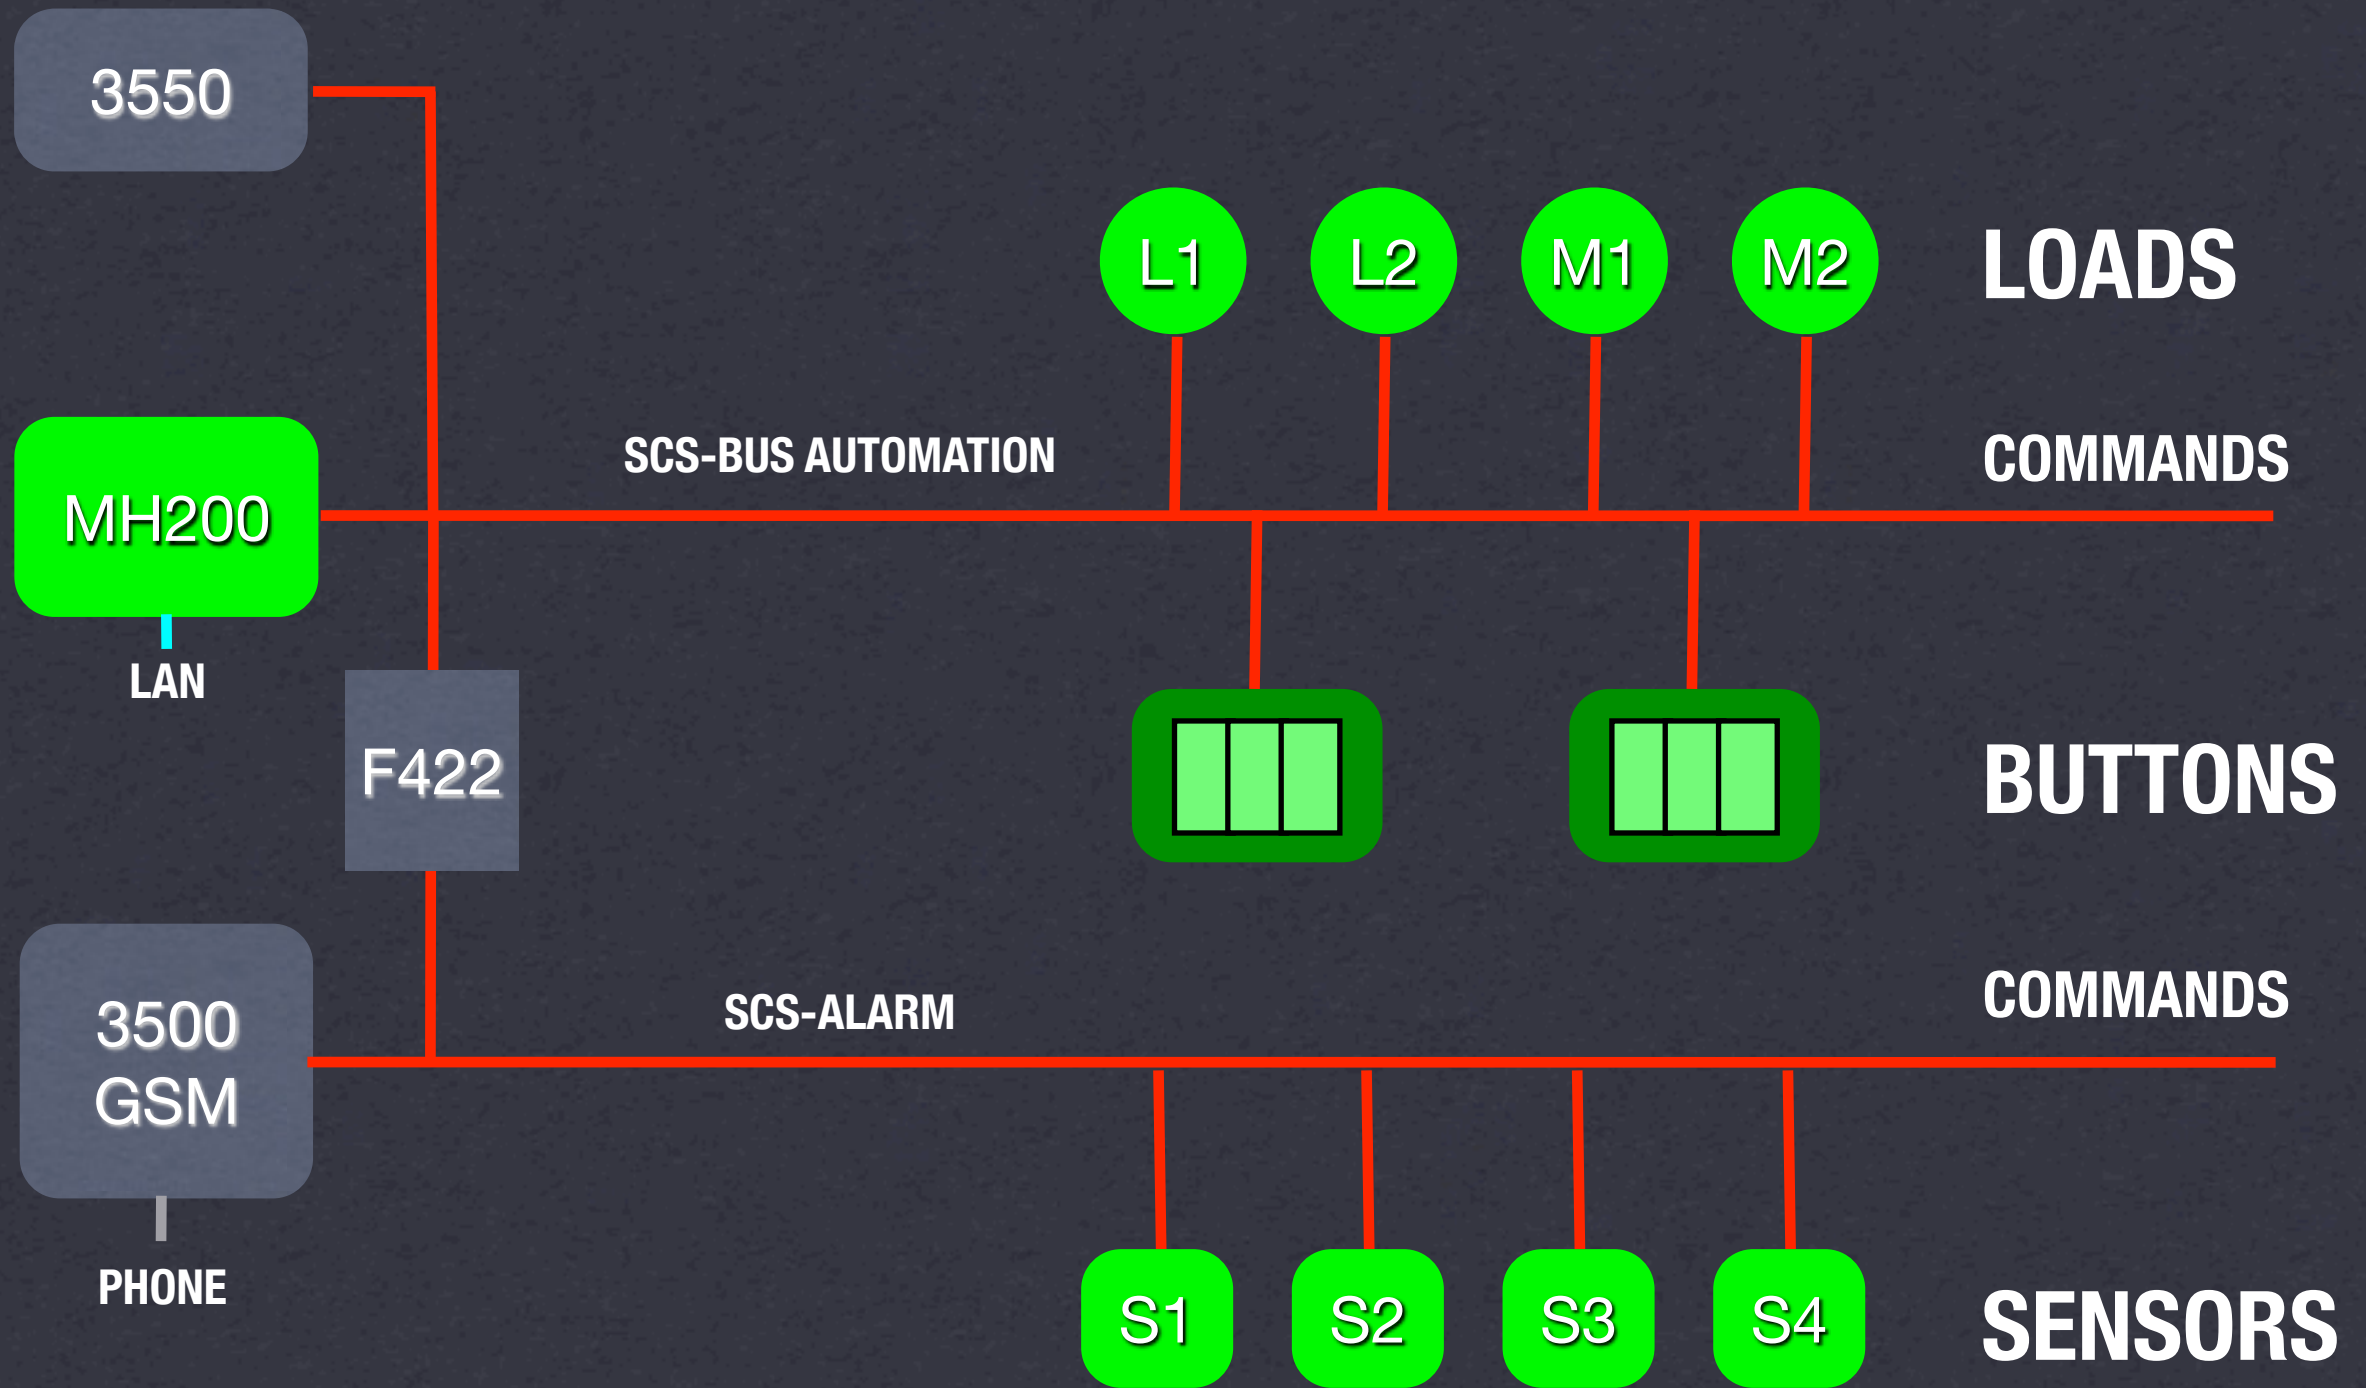 3550
L1
L2
M1
M2
LOADS
SCS-BUS AUTOMATION
COMMANDS
MH200
LAN
F422
BUTTONS
3500
GSM
SCS-ALARM
COMMANDS
PHONE
S1
S2
S3
S4
SENSORS